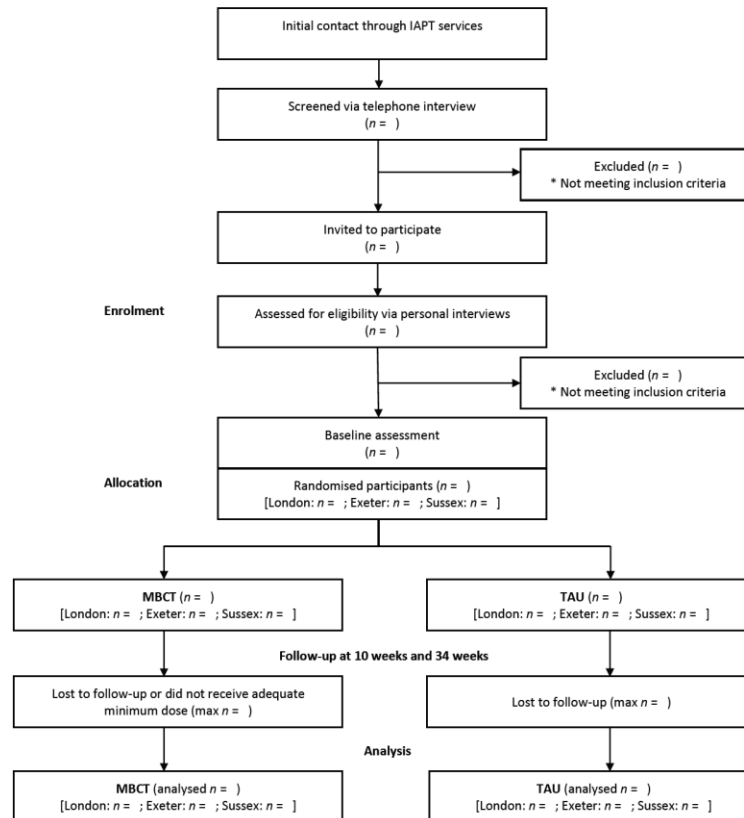 Initial contact through IAPT services
Screened via telephone interview
(n =   )
Excluded (n =   )
* Not meeting inclusion criteria
Invited to participate
(n =   )
Enrolment
Assessed for eligibility via personal interviews
(n =   )
Excluded (n =   )
* Not meeting inclusion criteria
Baseline assessment
(n =   )
Allocation
Randomised participants (n =   )
[London: n =   ; Exeter: n =   ; Sussex: n =   ]
MBCT (n =   )
[London: n =   ; Exeter: n =   ; Sussex: n =   ]
TAU (n =   )
[London: n =   ; Exeter: n =   ; Sussex: n =   ]
Follow-up at 10 weeks and 34 weeks
Lost to follow-up or did not receive adequate
minimum dose (max n =   )
Lost to follow-up (max n =   )
Analysis
MBCT (analysed n =   )
[London: n =   ; Exeter: n =   ; Sussex: n =   ]
TAU (analysed n =   )
[London: n =   ; Exeter: n =   ; Sussex: n =   ]